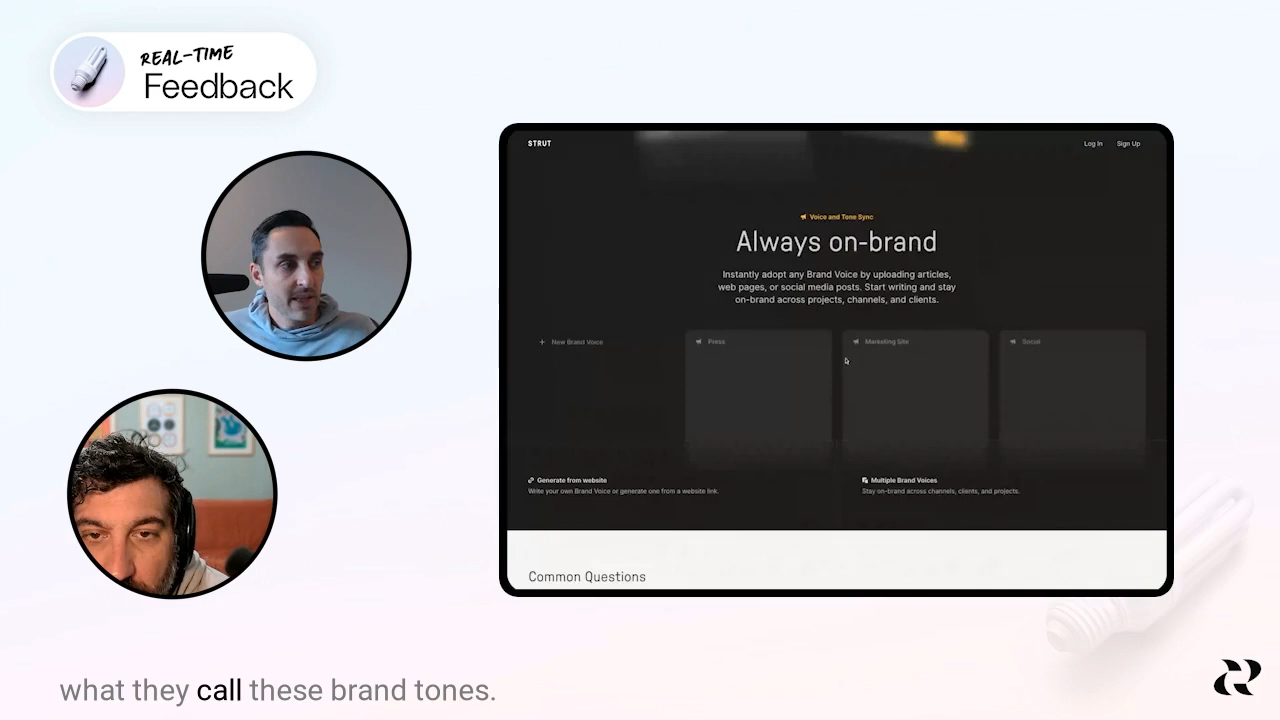 REAL-TIME
Feedback
STRUT
Log In
Sign Up
Voice and Tone Sync
Always on-brand
Instantly adopt any Brand Voice by uploading articles,
web pages, or social media posts. Start writing and stay
on-brand across projects, channels, and clients.
New Brand Voice
Press
Marketing Site
Social
Generate from website
Write your own Brand Voice or generate one from a website link.
Multiple Brand Voices
Stay on-brand across channels, clients, and projects.
Common Questions
what they call these brand tones.